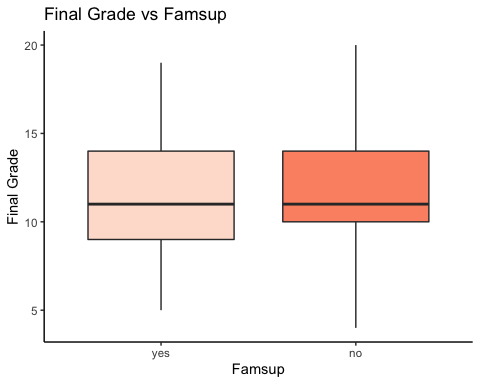 Final Grade vs Famsup
Final Grade
20
15
10
5
yes no
Famsup